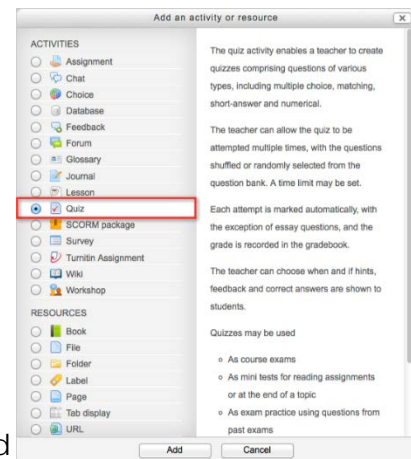 Add an activity or resource
ACTIVITIES
Assignment
Chat
Choice
Database
Feedback
Forum
Glossary
Journal
Lesson
Quiz
SCORM package
Survey
Turnitin Assignment
Wiki
Workshop
RESOURCES
Book
File
Folder
Label
Page
Tab display
URL
The quiz activity enables a teacher to create
quizzes comprising questions of various
types, including multiple choice, matching,
short-answer and numerical.
The teacher can allow the quiz to be
attempted multiple times, with the questions
shuffled or randomly selected from the
question bank. A time limit may be set.
Each attempt is marked automatically, with
the exception of essay questions, and the
grade is recorded in the gradebook.
The teacher can choose when and if hints,
feedback and correct answers are shown to
students.
Quizzes may be used
As course exams
As mini tests for reading assignments
or at the end of a topic
As exam practice using questions from
past exams
d
Add
Cancel